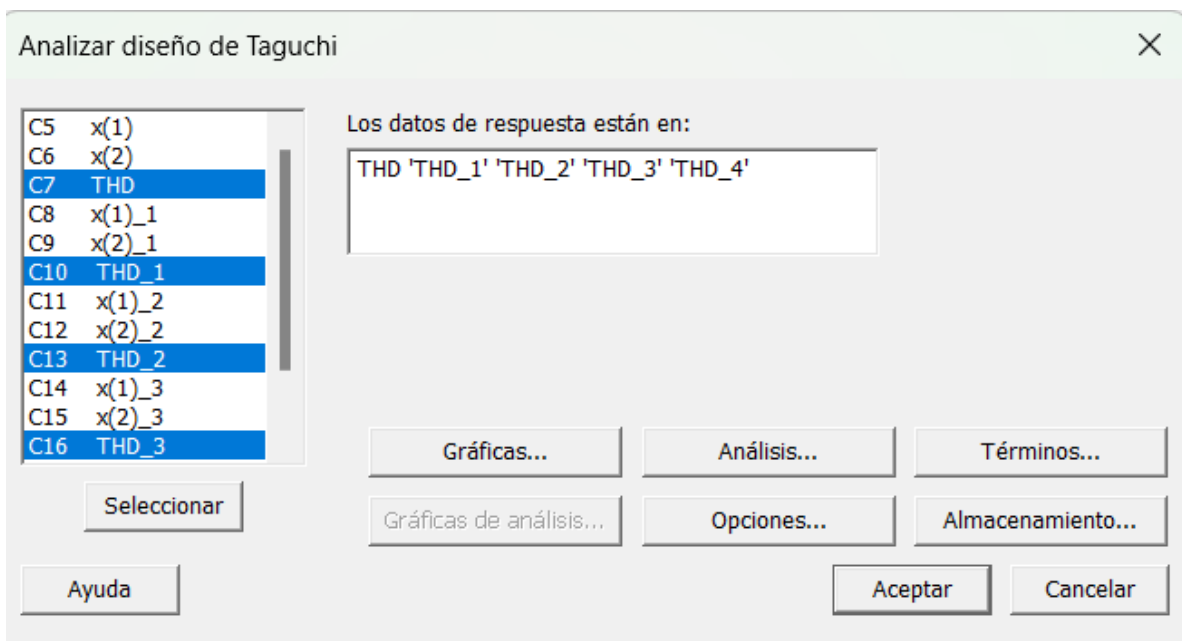 Analizar diseño de Taguchi
C5 x(1)
C6 x(2)
C7 THD
C8 x(1)_1
C9 x(2)_1
C10 THD_1
C11 x(1)_2
C12 x(2)_2
C13 THD_2
C14 x(1)_3
C15 x(2)_3
C16 THD_3
Seleccionar
Los datos de respuesta están en:
THD 'THD_1' 'THD_2' 'THD_3' 'THD_4'
Gráficas...
Análisis...
Términos...
Gráficas de análisis...
Opciones...
Almacenamiento...
Ayuda
Aceptar
Cancelar